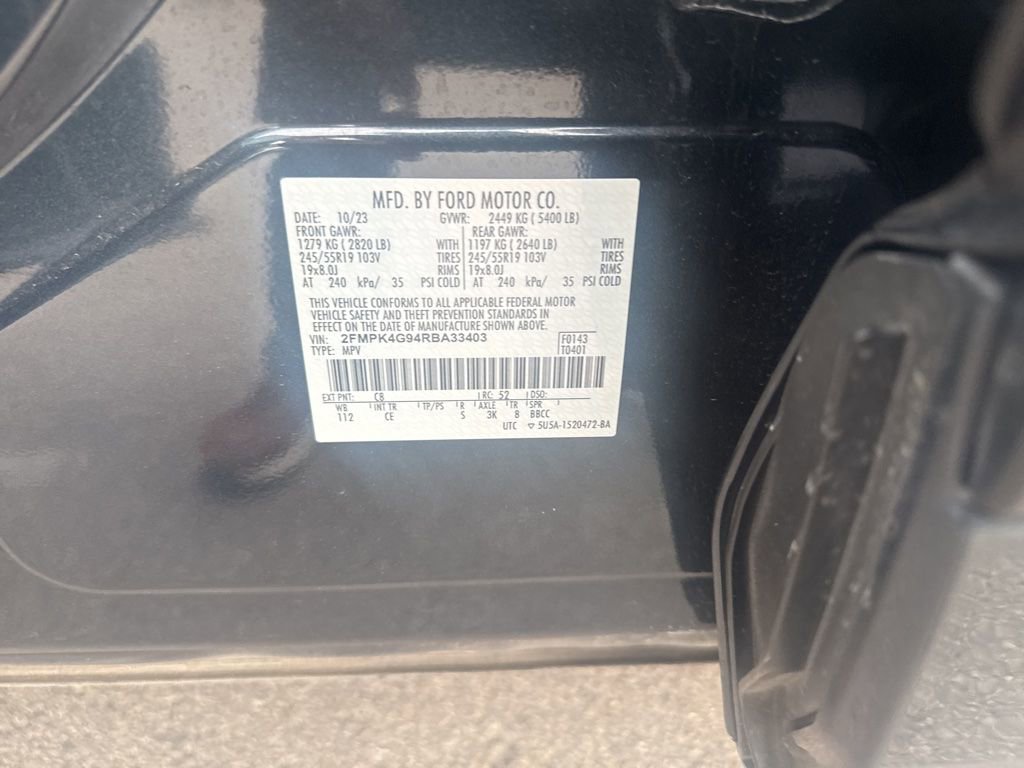 MFD. BY FORD MOTOR CO.
DATE: 10/23 GVWR: 2449 KG ( 5400 LB)
FRONT GAWR: REAR GAWR:
1279 KG ( 2820 LB) WITH 1197 KG ( 2640 LB) WITH
245/55R19 103V TIRES 245/55R19 103V TIRES
19x8.0J RIMS 19x8.0J RIMS
AT 240 kPa/ 35 PSI COLD AT 240 kPa/ 35 PSI COLD
THIS VEHICLE CONFORMS TO ALL APPLICABLE FEDERAL MOTOR
VEHICLE SAFETY AND THEFT PREVENTION STANDARDS IN
EFFECT ON THE DATE OF MANUFACTURE SHOWN ABOVE.
VIN: 2FMPK4G94RBA33403 F0143
TYPE: MPV T0401
EXT PNT: C8 RC: 52 DSO:
WB INT TR TP/PS R AXLE TR SPR
112 CE S 3K 8 BBCC
UTC ▽ 5U5A-1520472-BA